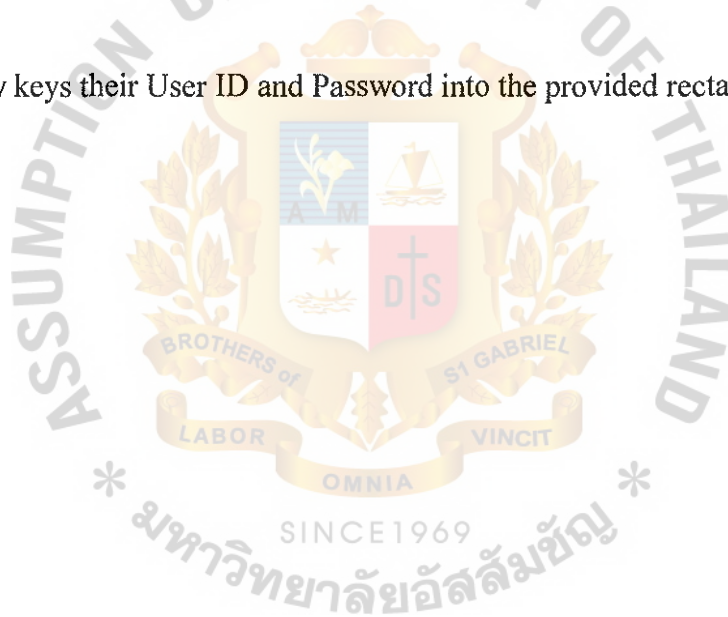 keys their User ID and Password into the provided
ASSUMPTION
OF THAILAND
A M
D S
BROTHERS of
ST GABRIEL
LABOR
VINCIT
OMNIA
* SINCE1969 *
มหาวิทยาลัยอัสสัมชัญ